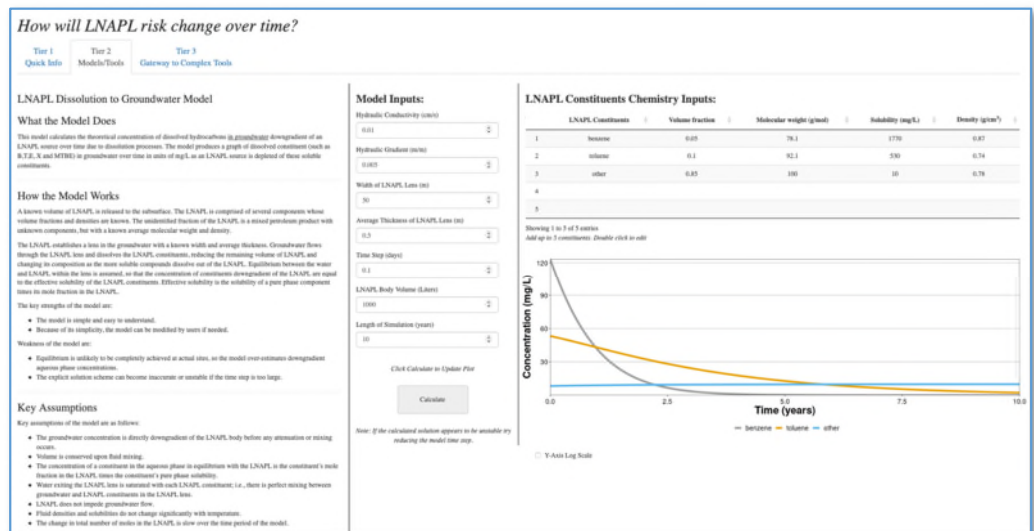 How will LNAPL risk change over time?
Tier 1
Quick Info
Tier 2
Models/Tools
Tier 3
Gateway to Complex Tools
LNAPL Dissolution to Groundwater Model
What the Model Does
This model calculates the theoretical concentration of dissolved hydrocarbons in groundwater downgradient of an
LNAPL source over time due to dissolution processes. The model produces a graph of dissolved constituent (such as
B,T,E, X and MTBE) in groundwater over time in units of mg/L as an LNAPL source is depleted of these soluble
constituents.
How the Model Works
A known volume of LNAPL is released to the subsurface. The LNAPL is comprised of several components whose
volume fractions and densities are known. The unidentified fraction of the LNAPL is a mixed petroleum product with
unknown components, but with a known average molecular weight and density.
The LNAPL establishes a lens in the groundwater with a known width and average thickness. Groundwater flows
through the LNAPL lens and dissolves the LNAPL constituents, reducing the remaining volume of LNAPL and
changing its composition as the more soluble compounds dissolve out of the LNAPL. Equilibrium between the water
and LNAPL within the lens is assumed, so that the concentration of constituents downgradient of the LNAPL are equal
to the effective solubility of the LNAPL constituents. Effective solubility is the solubility of a pure phase component
times its mole fraction in the LNAPL.
The key strengths of the model are:
The model is simple and easy to understand.
Because of its simplicity, the model can be modified by users if needed.
Weakness of the model are:
Equilibrium is unlikely to be completely achieved at actual sites, so the model over-estimates downgradient
aqueous phase concentrations.
The explicit solution scheme can become inaccurate or unstable if the time step is too large.
Key Assumptions
Key assumptions of the model are as follows:
The groundwater concentration is directly downgradient of the LNAPL body before any attenuation or mixing
occurs.
Volume is conserved upon fluid mixing.
The concentration of a constituent in the aqueous phase in equilibrium with the LNAPL is the constituent's mole
fraction in the LNAPL times the constituent's pure phase solubility.
Water exiting the LNAPL lens is saturated with each LNAPL constituent; i.e., there is perfect mixing between
groundwater and LNAPL constituents in the LNAPL lens.
LNAPL does not impede groundwater flow.
Fluid densities and solubilities do not change significantly with temperature.
The change in total number of moles in the LNAPL is slow over the time period of the model.
Model Inputs:
Hydraulic Conductivity (cm/s)
0.01
Hydraulic Gradient (m/m)
0.005
Width of LNAPL Lens (m)
30
Average Thickness of LNAPL Lens (m)
0.5
Time Step (days)
0.1
LNAPL Body Volume (Liters)
1000
Length of Simulation (years)
10
Click Calculate to Update Plot
Calculate
Note: If the calculated solution appears to be unstable try
reducing the model time step.
LNAPL Constituents Chemistry Inputs:
LNAPL Constituents Volume fraction Molecular weight (g/mol) Solubility (mg/L) Density (g/cm³)
1 benzene 0.05 78.1 1770 0.87
2 toluene 0.1 92.1 530 0.74
3 other 0.85 100 10 0.78
4
5
Showing 1 to 5 of 5 entries
Add up to 5 constituents. Double click to edit
Concentration (mg/L)
120
90
60
30
0.0 2.5 5.0 7.5 10.0
Time (years)
benzene toluene other
Y-Axis Log Scale